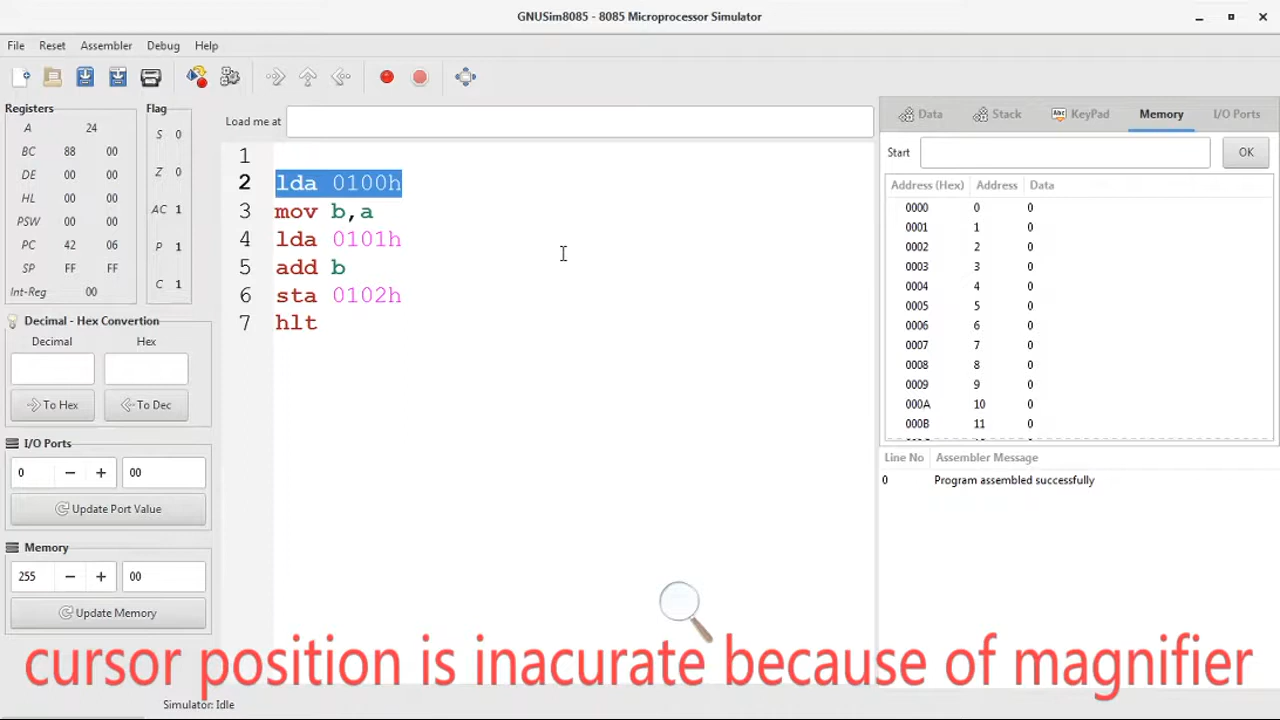 GNUSim8085 - 8085 Microprocessor Simulator
File Reset Assembler Debug Help
Registers
A 24
BC 88 00
DE 00 00
HL 00 00
PSW 00 00
PC 42 06
SP FF FF
Int-Reg 00
Flag
S 0
Z 0
AC 1
P 1
C 1
Decimal - Hex Convertion
Decimal Hex
To Hex To Dec
I/O Ports
0 − + 00
Update Port Value
Memory
255 − + 00
Update Memory
Load me at
1
2 lda 0100h
3 mov b,a
4 lda 0101h
5 add b
6 sta 0102h
7 hlt
Data Stack Abc KeyPad Memory I/O Ports
Start OK
Address (Hex) Address Data
0000 0 0
0001 1 0
0002 2 0
0003 3 0
0004 4 0
0005 5 0
0006 6 0
0007 7 0
0008 8 0
0009 9 0
000A 10 0
000B 11 0
Line No Assembler Message
0 Program assembled successfully
cursor position is inacurate because of magnifier
Simulator: Idle